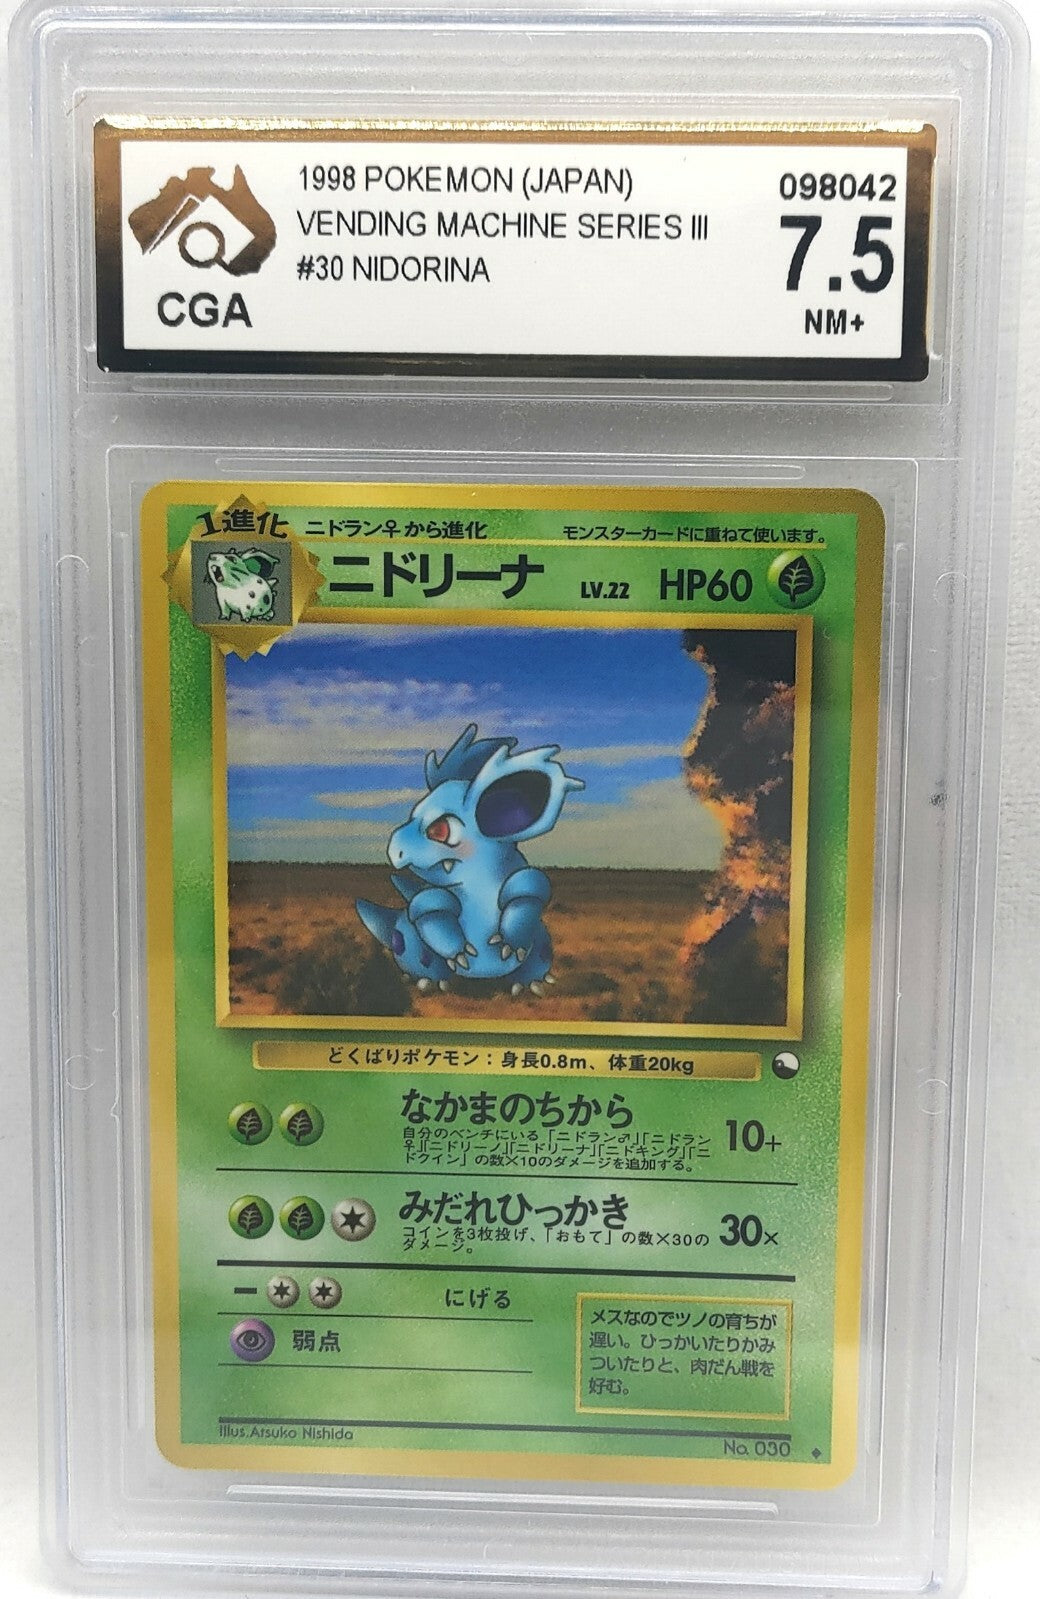 1998 POKEMON (JAPAN)
098042
VENDING MACHINE SERIES III
7.5
#30 NIDORINA
CGA
NM+
1進化
ニドラン♀から進化
モンスターカードに重ねて使います。
ニドリーナ
LV.22
HP60
どくばりポケモン：身長0.8m、体重20kg
なかまのちから
自分のベンチにいる「ニドラン♂」「ニドラン
♀」「ニドリーノ」「ニドリーナ」「ニドキング」「ニ
ドクイン」の数×10のダメージを追加する。
10+
みだれひっかき
コインを3枚投げ、「おもて」の数×30の
ダメージ。
30×
にげる
弱点
メスなのでツノの育ちが
遅い。ひっかいたりかみ
ついたりと、肉だん戦を
好む。
Illus.Atsuko Nishida
No. 030